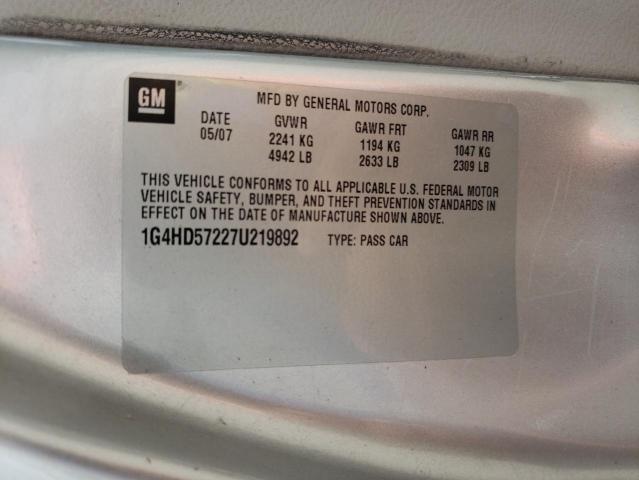 GM
MFD BY GENERAL MOTORS CORP.
DATE GVWR GAWR FRT GAWR RR
05/07 2241 KG 1194 KG 1047 KG
4942 LB 2633 LB 2309 LB
THIS VEHICLE CONFORMS TO ALL APPLICABLE U.S. FEDERAL MOTOR
VEHICLE SAFETY, BUMPER, AND THEFT PREVENTION STANDARDS IN
EFFECT ON THE DATE OF MANUFACTURE SHOWN ABOVE.
1G4HD57227U219892 TYPE: PASS CAR